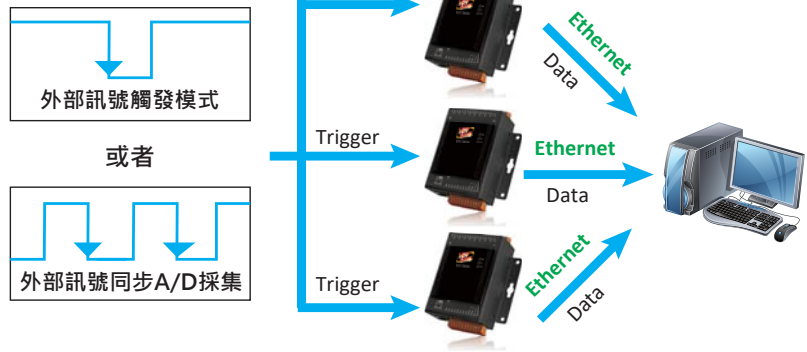 外部訊號觸發模式
或者
外部訊號同步A/D採集
Trigger
Trigger
Ethernet
Data
Ethernet
Data
Ethernet
Data